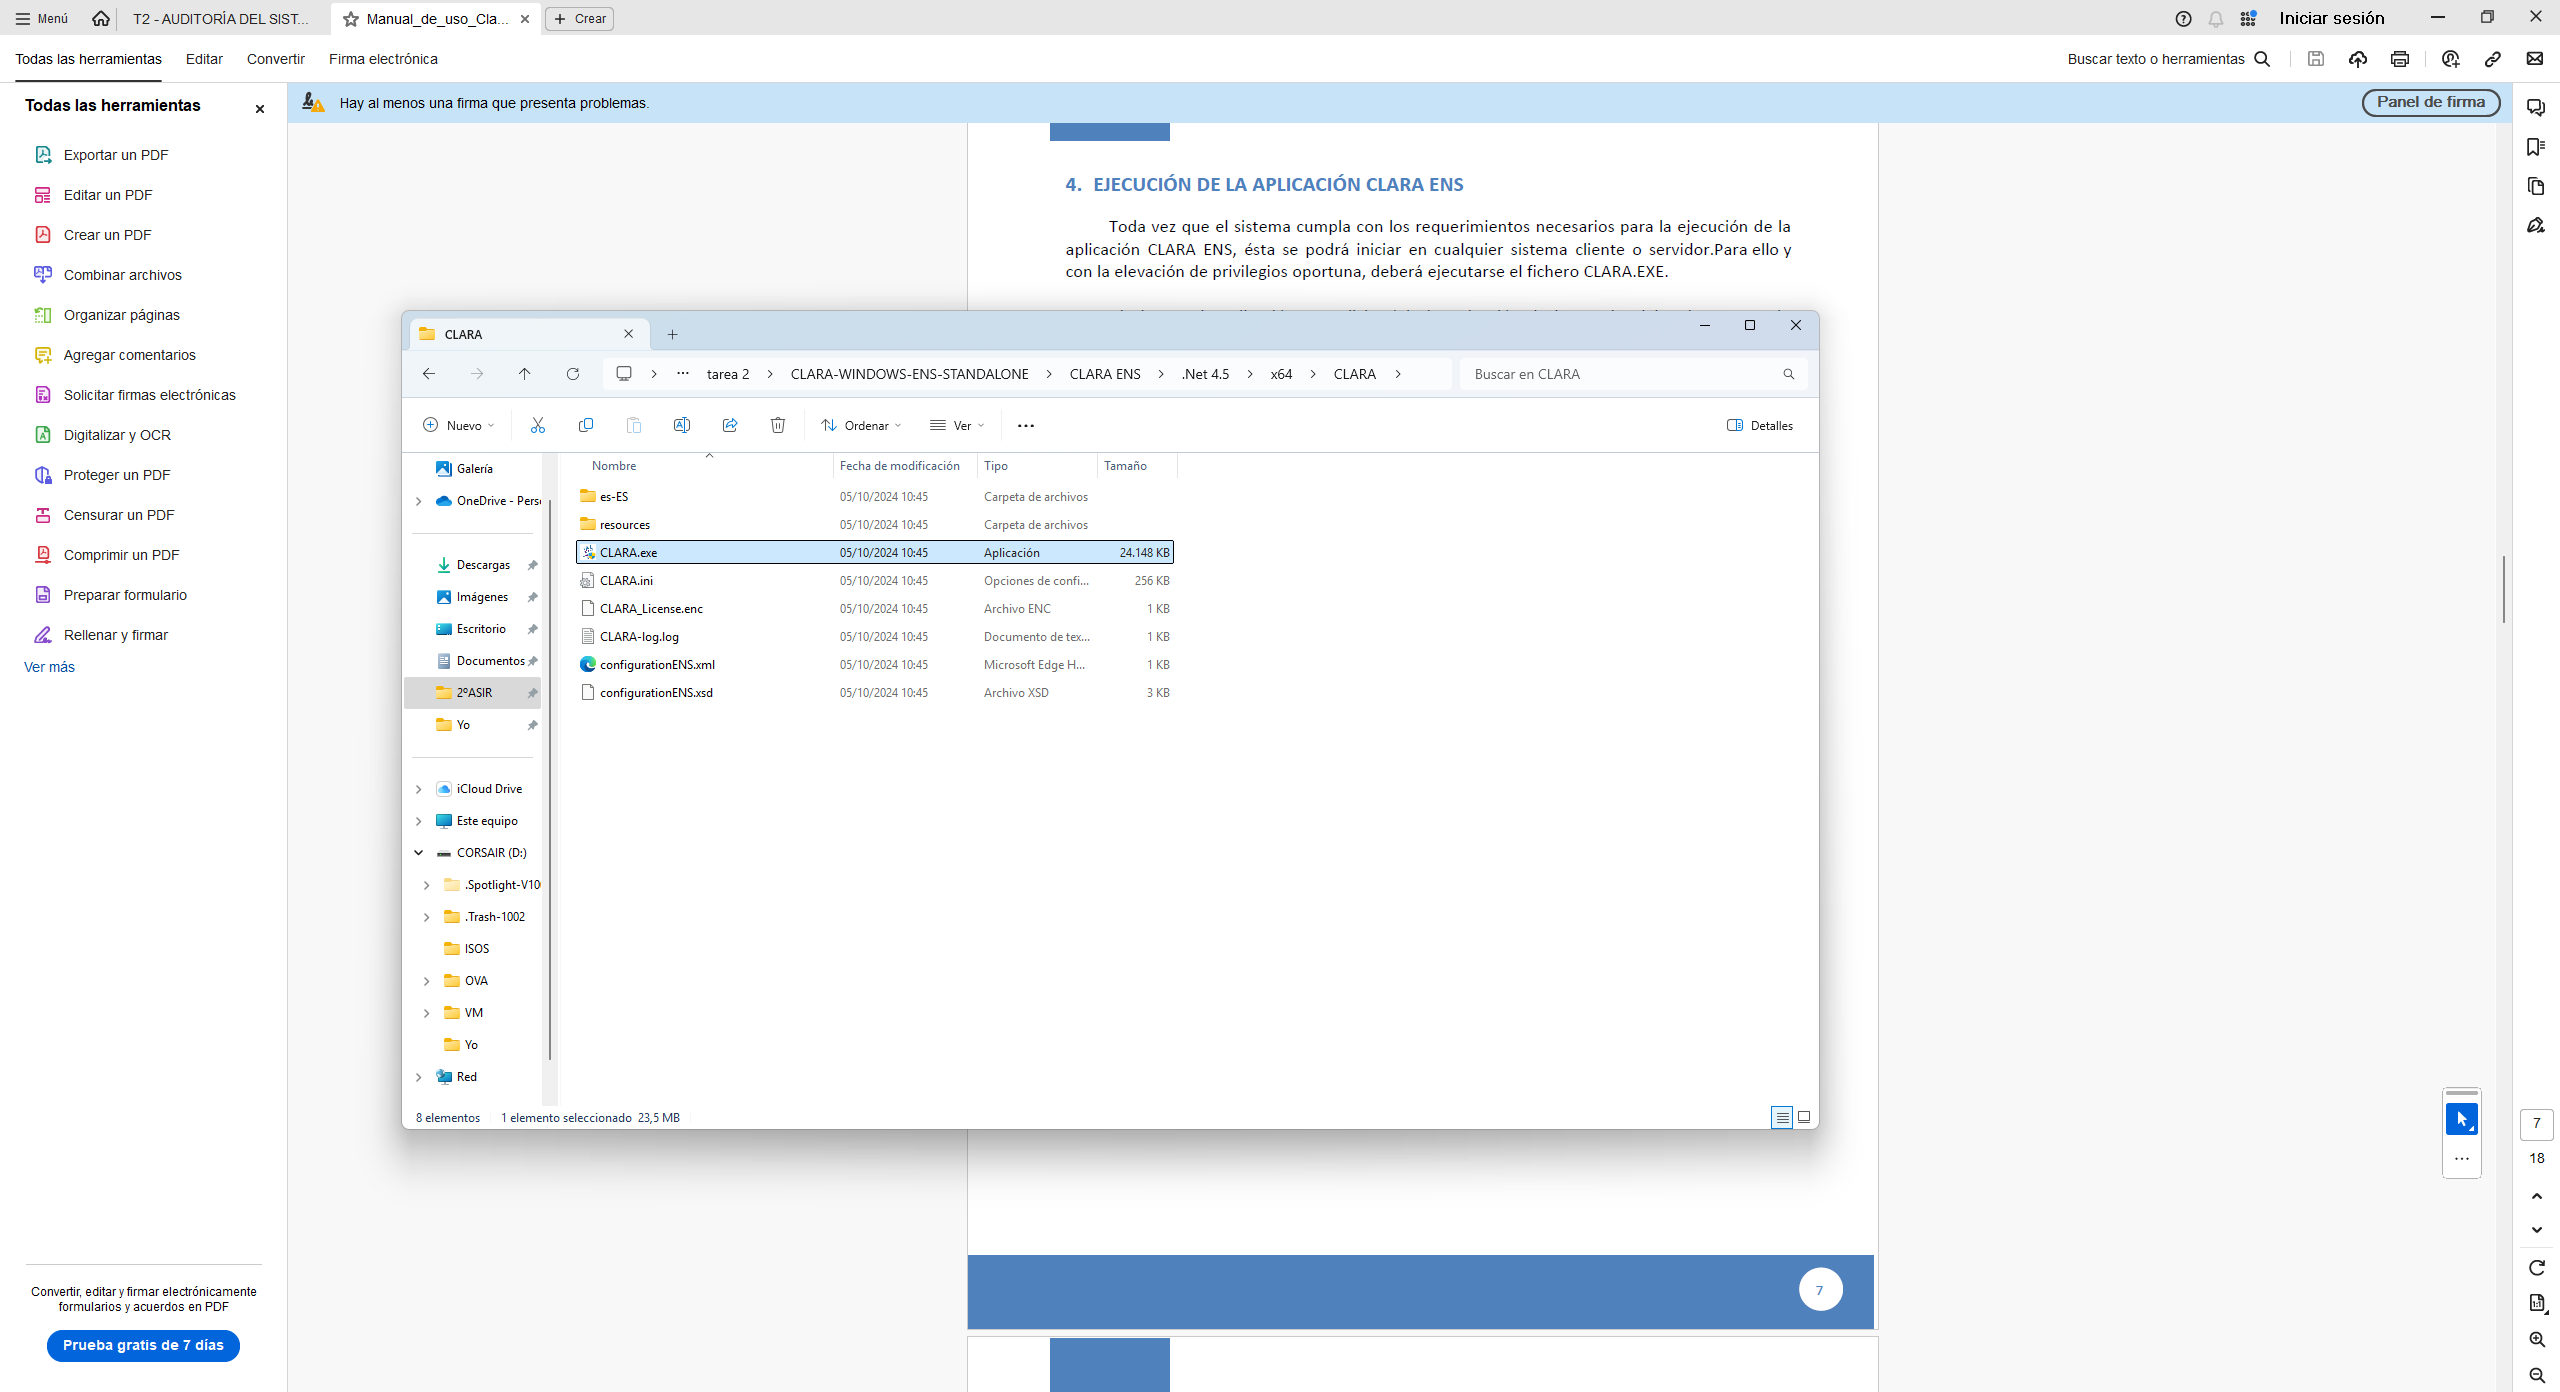 Menú
T2 - AUDITORÍA DEL SIST...
Manual_de_uso_Cla...
Crear
Iniciar sesión
Todas las herramientas
Editar
Convertir
Firma electrónica
Buscar texto o herramientas
Todas las herramientas
Exportar un PDF
Editar un PDF
Crear un PDF
Combinar archivos
Organizar páginas
Agregar comentarios
Solicitar firmas electrónicas
Digitalizar y OCR
Proteger un PDF
Censurar un PDF
Comprimir un PDF
Preparar formulario
Rellenar y firmar
Ver más
Convertir, editar y firmar electrónicamente
formularios y acuerdos en PDF
Prueba gratis de 7 días
Hay al menos una firma que presenta problemas.
Panel de firma
4. EJECUCIÓN DE LA APLICACIÓN CLARA ENS
Toda vez que el sistema cumpla con los requerimientos necesarios para la ejecución de la
aplicación CLARA ENS, ésta se podrá iniciar en cualquier sistema cliente o servidor.Para ello y
con la elevación de privilegios oportuna, deberá ejecutarse el fichero CLARA.EXE.
CLARA
tarea 2
CLARA-WINDOWS-ENS-STANDALONE
CLARA ENS
.Net 4.5
x64
CLARA
Buscar en CLARA
Nuevo
Ordenar
Ver
Detalles
Galería
OneDrive - Perso
Descargas
Imágenes
Escritorio
Documentos
2ºASIR
Yo
iCloud Drive
Este equipo
CORSAIR (D:)
.Spotlight-V10
.Trash-1002
ISOS
OVA
VM
Yo
Red
Nombre Fecha de modificación Tipo Tamaño
es-ES 05/10/2024 10:45 Carpeta de archivos
resources 05/10/2024 10:45 Carpeta de archivos
CLARA.exe 05/10/2024 10:45 Aplicación 24.148 KB
CLARA.ini 05/10/2024 10:45 Opciones de confi... 256 KB
CLARA_License.enc 05/10/2024 10:45 Archivo ENC 1 KB
CLARA-log.log 05/10/2024 10:45 Documento de tex... 1 KB
configurationENS.xml 05/10/2024 10:45 Microsoft Edge H... 1 KB
configurationENS.xsd 05/10/2024 10:45 Archivo XSD 3 KB
8 elementos
1 elemento seleccionado 23,5 MB
7
7
18